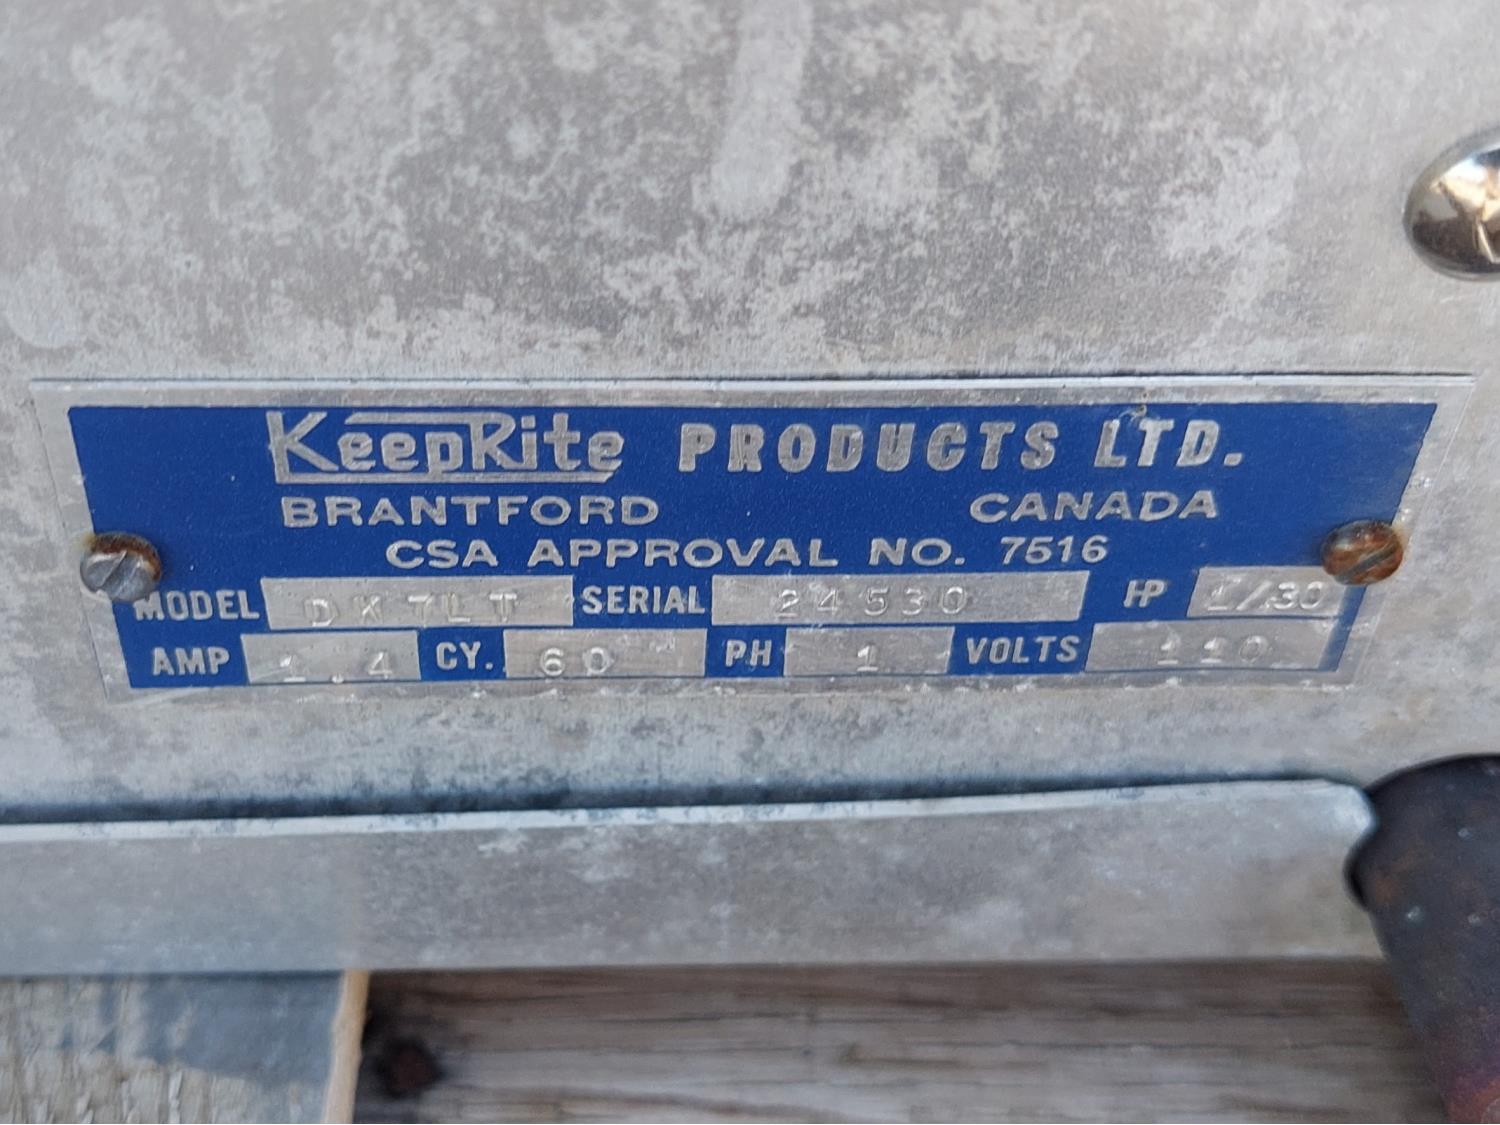 KeepRite PRODUCTS LTD.
BRANTFORD CANADA
CSA APPROVAL NO. 7516
MODEL DK7LT SERIAL 24530 HP 1/30
AMP 1.4 CY. 60 PH 1 VOLTS 110